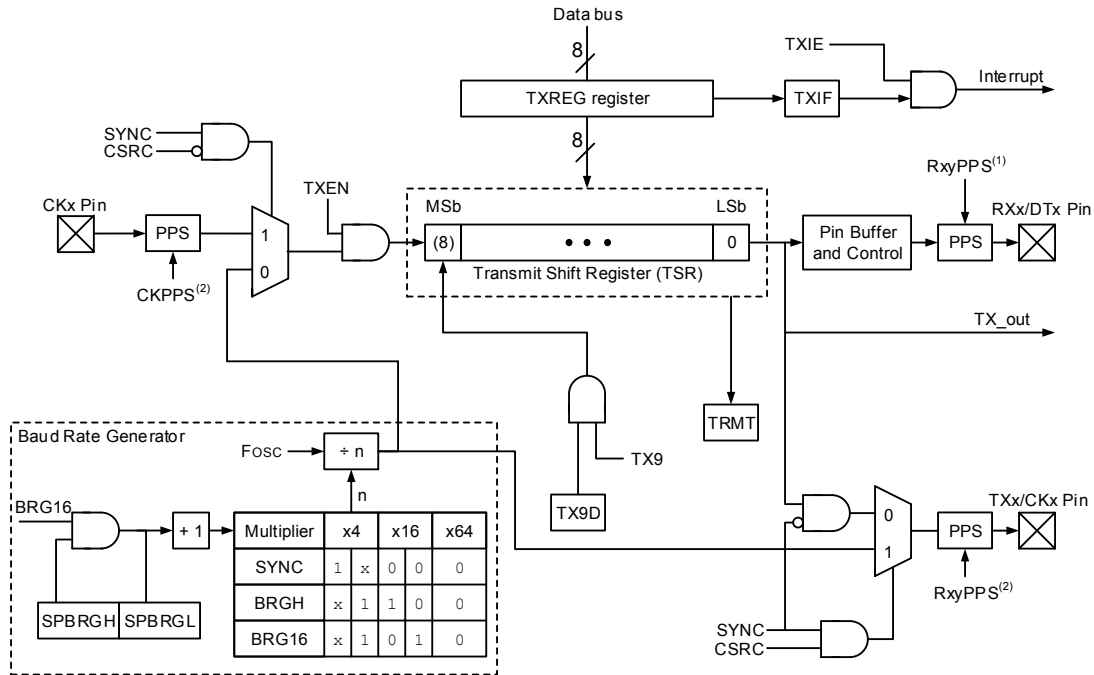 Data bus
8
TXIE
Interrupt
TXREG register
TXIF
SYNC
CSRC
8
RxyPPS(1)
TXEN
CKx Pin
MSb
LSb
RXx/DTx Pin
PPS
1
(8)
• • •
0
Pin Buffer
and Control
PPS
0
Transmit Shift Register (TSR)
CKPPS(2)
TX_out
TRMT
Baud Rate Generator
FOSC
÷ n
TX9
n
TX9D
BRG16
TXx/CKx Pin
+ 1
Multiplier x4 x16 x64
0
PPS
SYNC 1 x 0 0 0
1
BRGH x 1 1 0 0
RxyPPS(2)
SPBRGH SPBRGL
BRG16 x 1 0 1 0
SYNC
CSRC